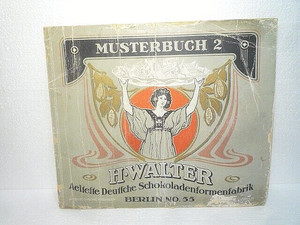 MUSTERBUCH 2
H·WALTER
Aelteste Deutsche Schokoladenformenfabrik
BERLIN NO. 55